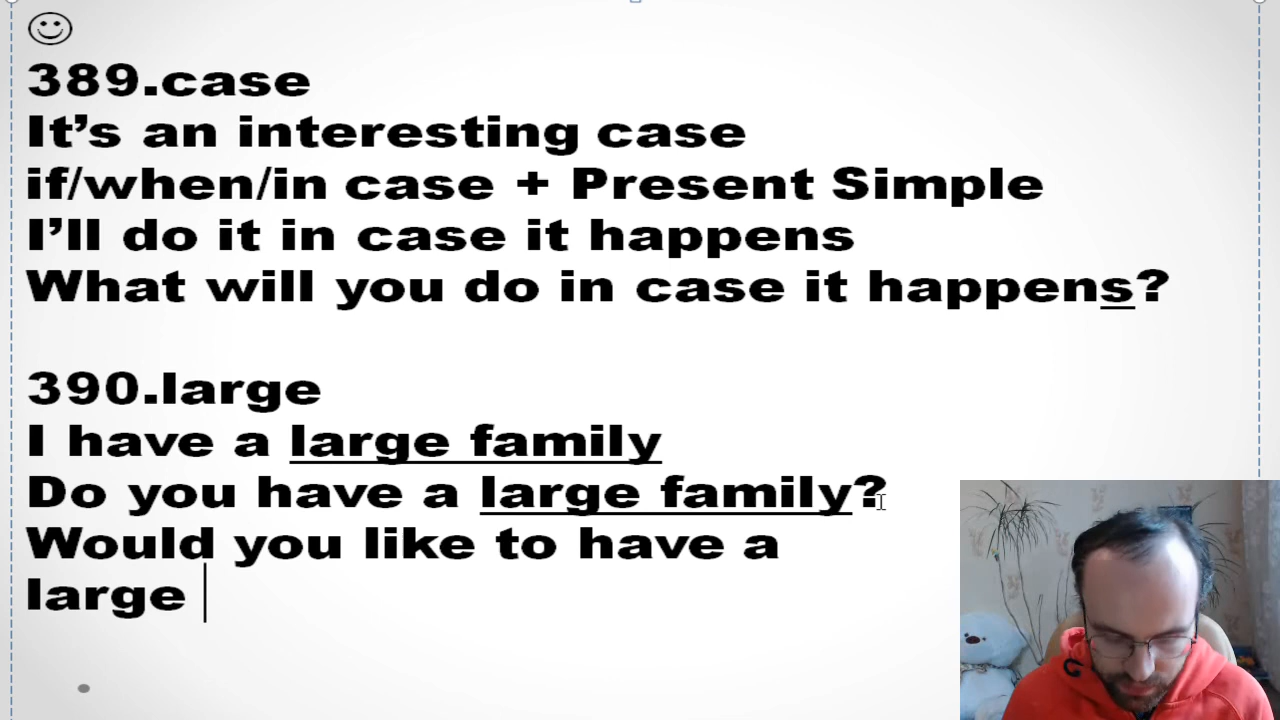 389.case
It's an interesting case
if/when/in case + Present Simple
I'll do it in case it happens
What will you do in case it happens?
390.large
I have a large family
Do you have a large family?
Would you like to have a
large